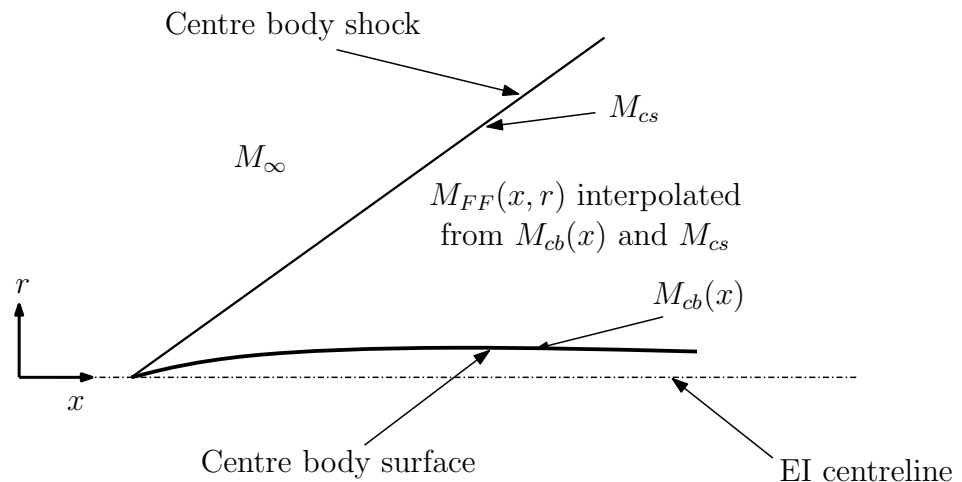 Centre body shock
M_{cs}
M_∞
M_{FF}(x, r) interpolated
from M_{cb}(x) and M_{cs}
r
M_{cb}(x)
x
Centre body surface
EI centreline